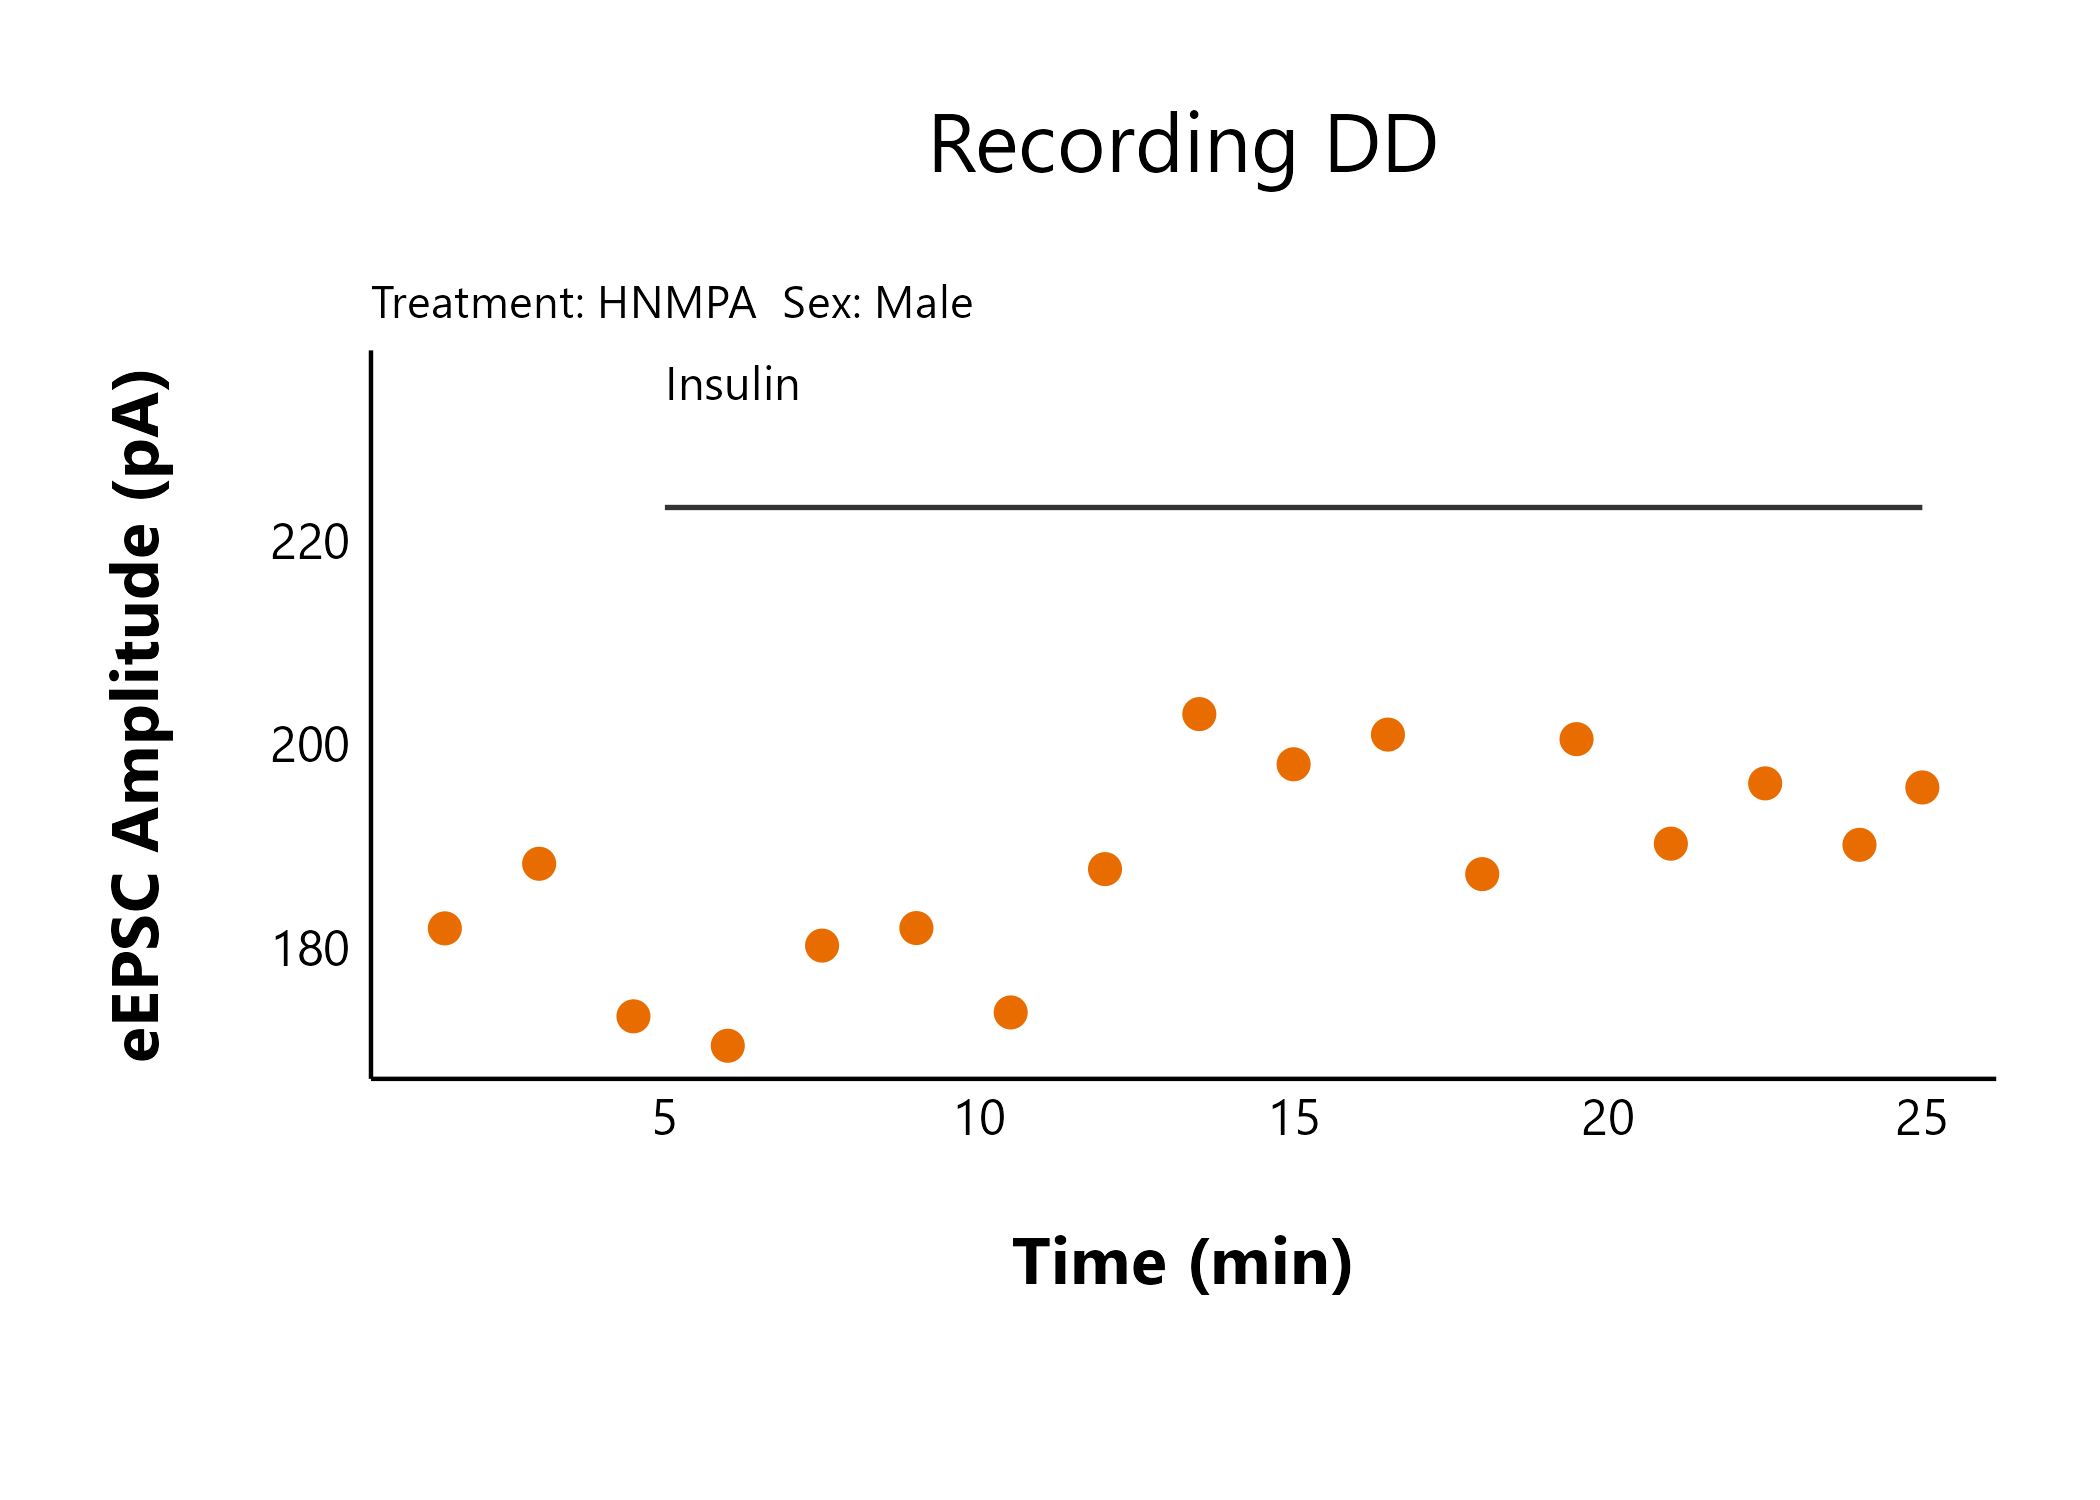 Recording DD
Treatment: HNMPA  Sex: Male
Insulin
eEPSC Amplitude (pA)
220
200
180
5 10 15 20 25
Time (min)